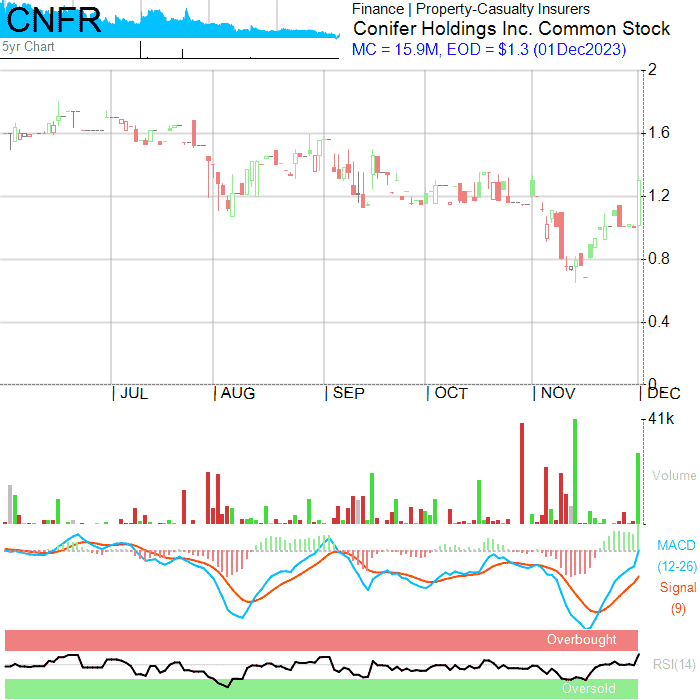 CNFR
5yr Chart
Finance | Property-Casualty Insurers
Conifer Holdings Inc. Common Stock
MC = 15.9M, EOD = $1.3 (01Dec2023)
2
1.6
1.2
0.8
0.4
0
JUL AUG SEP OCT NOV DEC
41k
Volume
MACD
(12-26)
Signal
(9)
Overbought
RSI(14)
Oversold